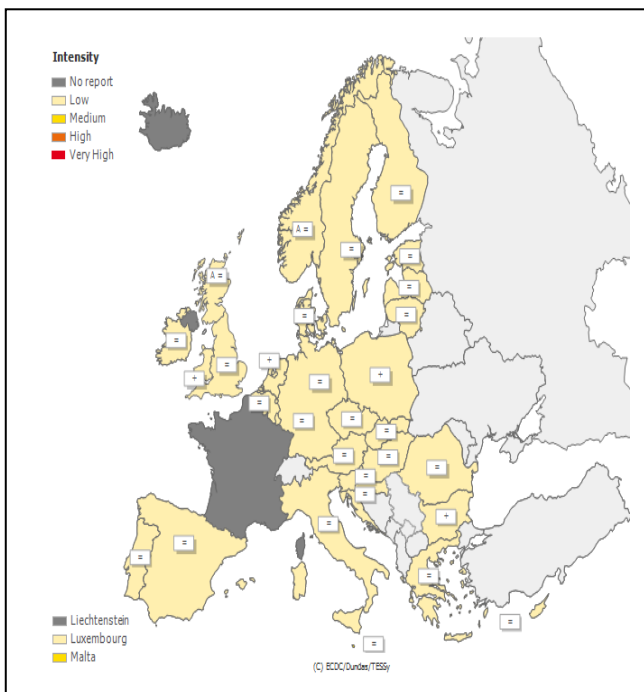 Intensity
No report
Low
Medium
High
Very High
=
A =
=
=
A =
=
=
=
=
+
+
=
=
+
=
=
=
=
=
=
=
=
=
+
=
=
=
=
=
=
Liechtenstein
Luxembourg
Malta
(C) ECDC/Dundas/TESSy